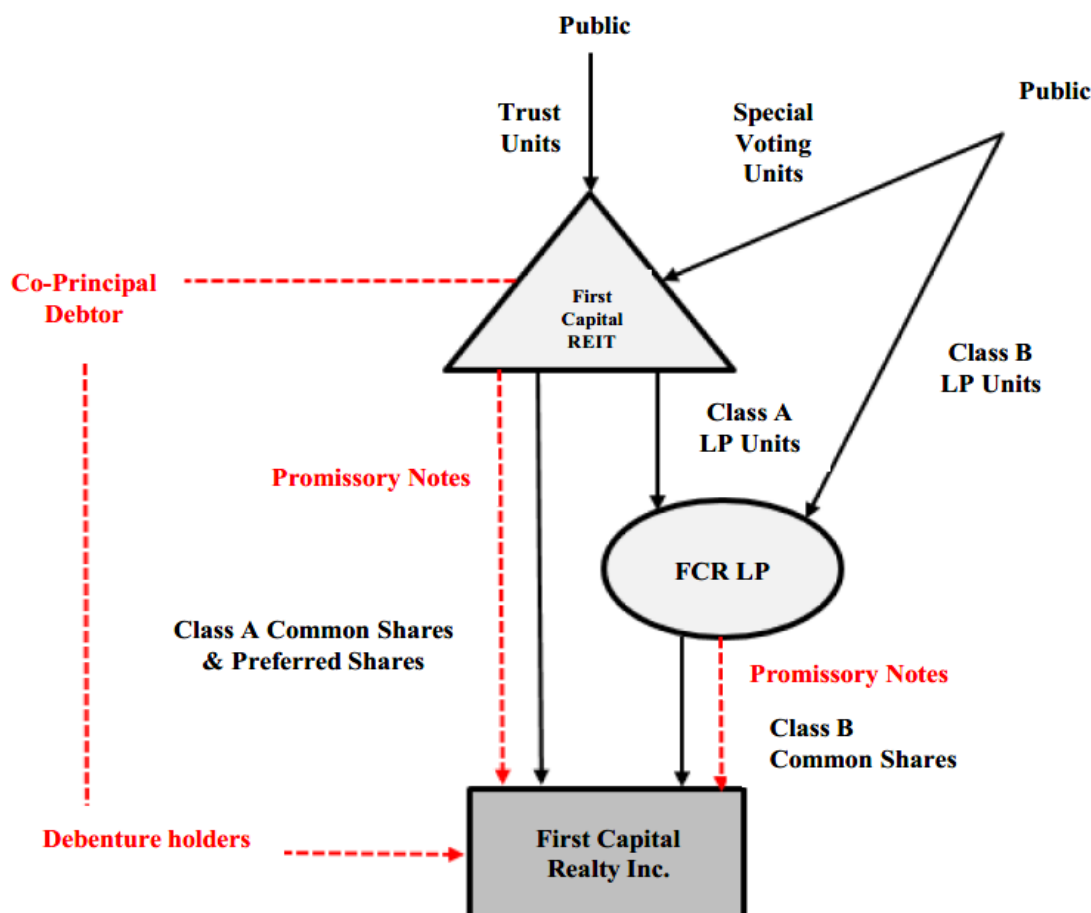 Public
Public
Trust
Units
Special
Voting
Units
Co-Principal
Debtor
First
Capital
REIT
Class B
LP Units
Class A
LP Units
Promissory Notes
FCR LP
Class A Common Shares
& Preferred Shares
Promissory Notes
Class B
Common Shares
Debenture holders
First Capital
Realty Inc.